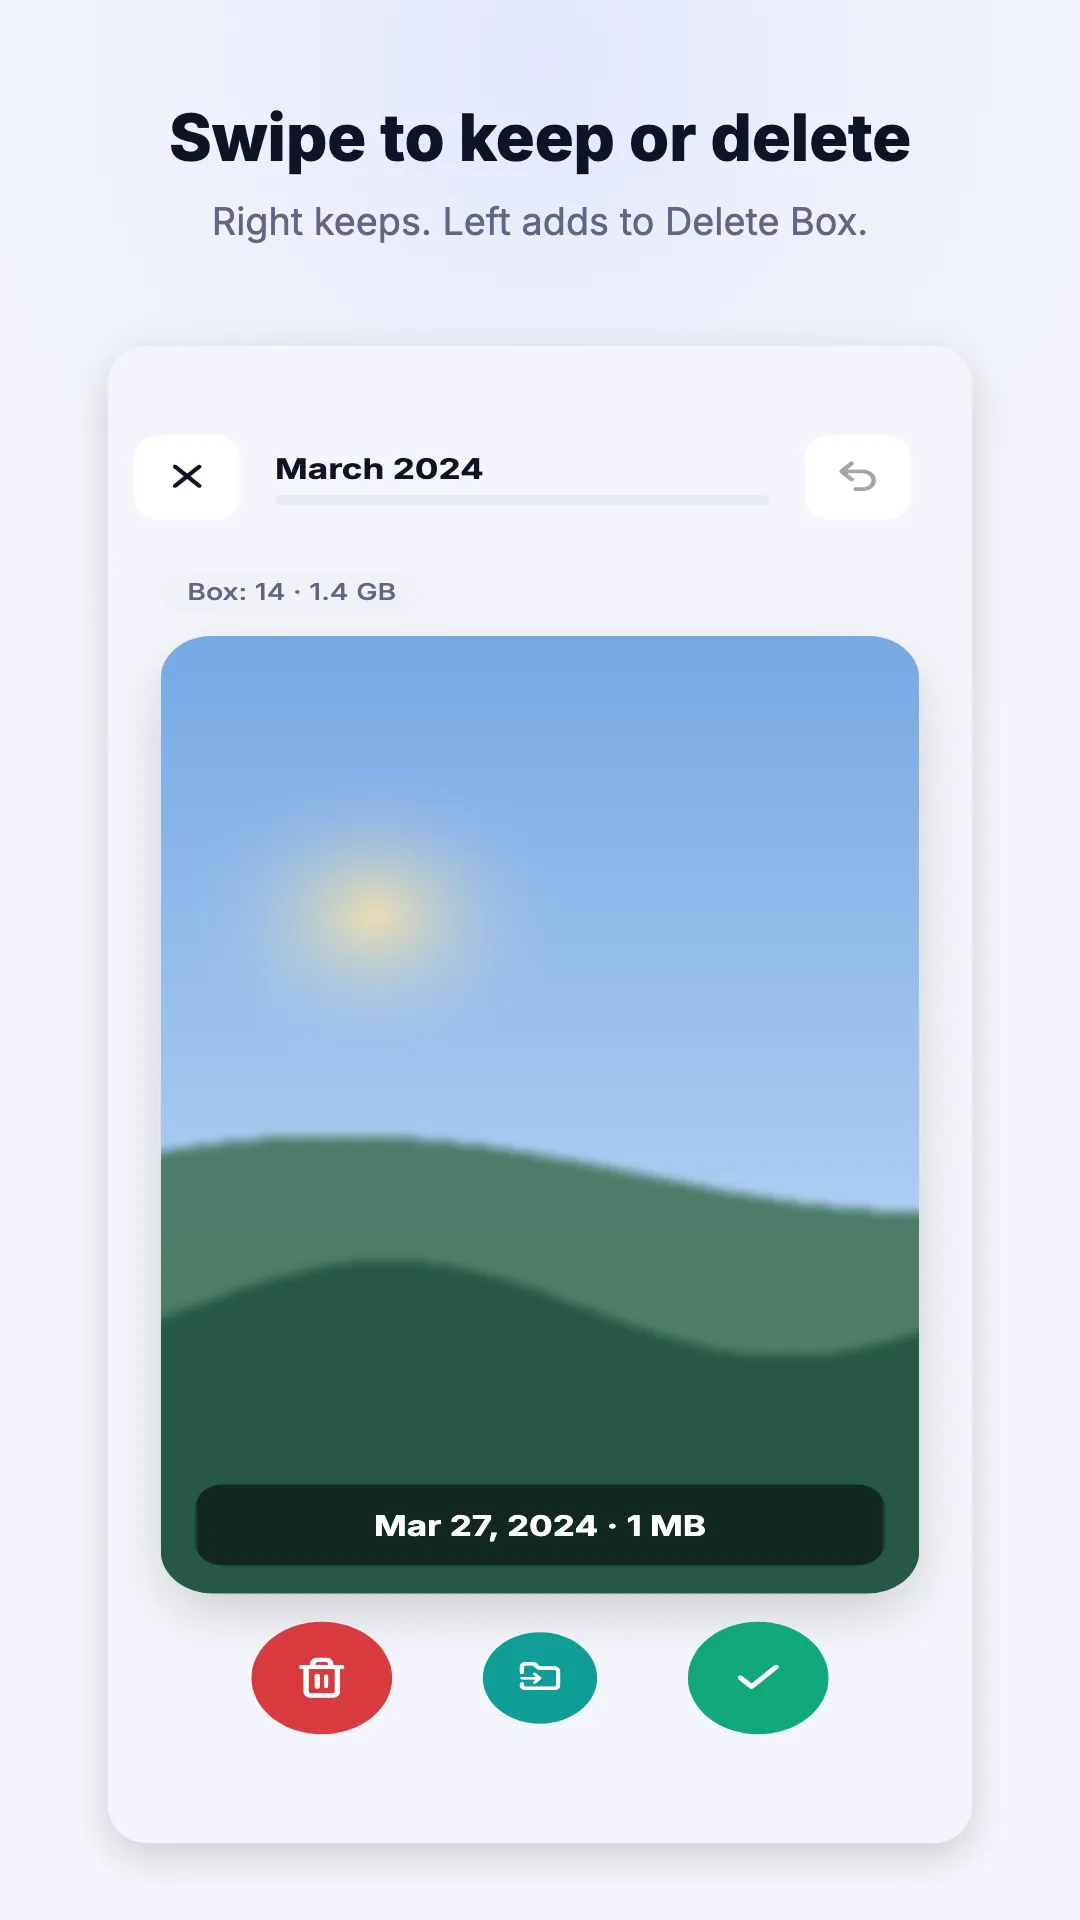 Swipe to keep or delete
Right keeps. Left adds to Delete Box.
March 2024
Box: 14 · 1.4 GB
Mar 27, 2024 · 1 MB